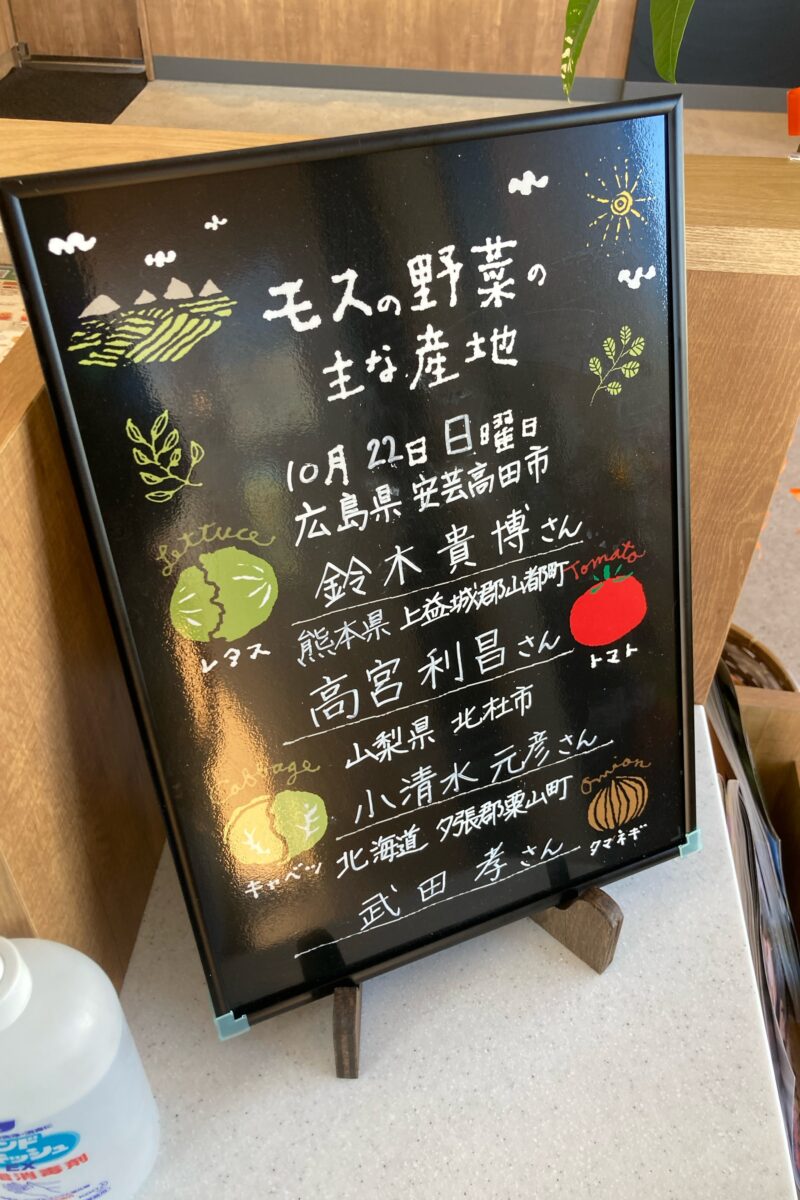 モスの野菜の
主な産地
10月 22日 日曜日
広島県 安芸高田市
Lettuce
レタス
鈴木貴博さん
Tomato
トマト
熊本県 上益城郡山都町
高宮利昌さん
山梨県 北杜市
Cabbage
キャベツ
小清水元彦さん
Onion
タマネギ
北海道 夕張郡栗山町
武田孝さん
EX
消毒剤